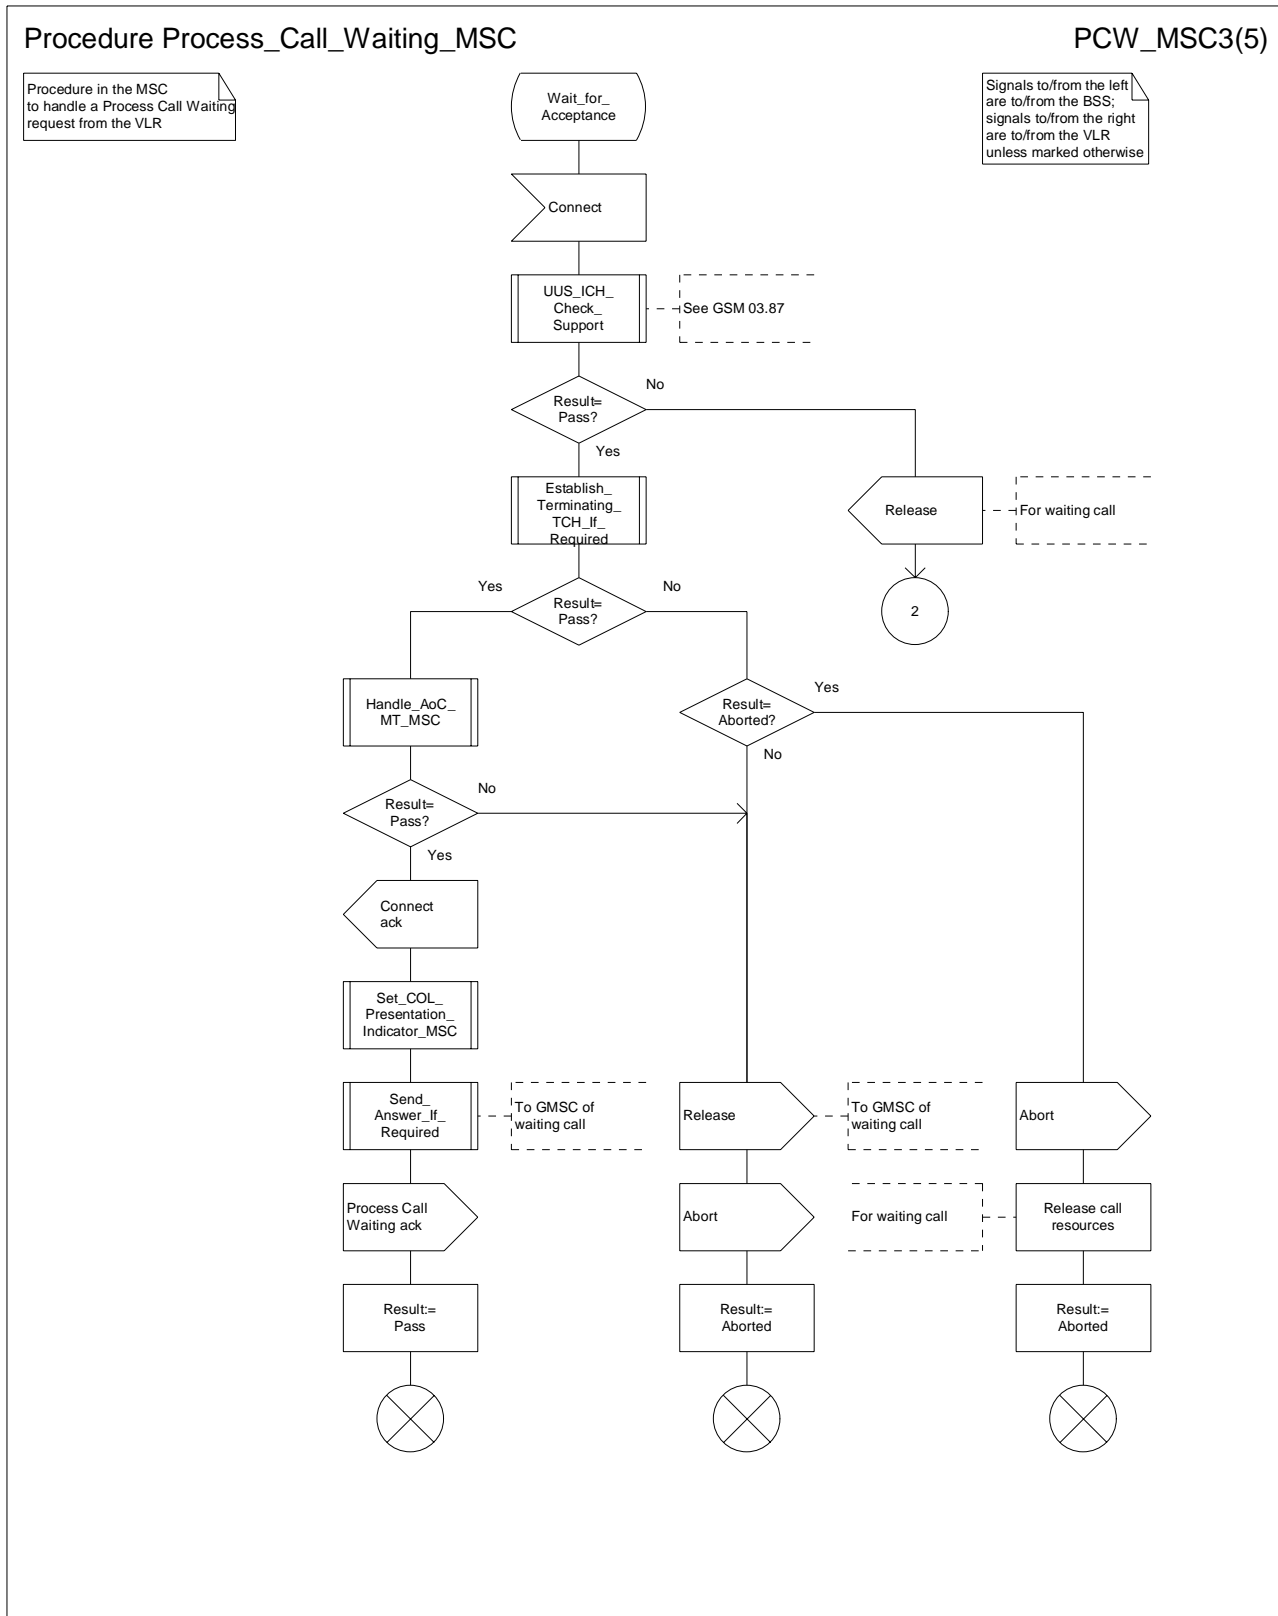 Procedure Process_Call_Waiting_MSC
PCW_MSC3(5)
Procedure in the MSC
to handle a Process Call Waiting
request from the VLR
Wait_for_
Acceptance
Signals to/from the left
are to/from the BSS;
signals to/from the right
are to/from the VLR
unless marked otherwise
Connect
UUS_ICH_
Check_
Support
See GSM 03.87
Result=
Pass?
No
Yes
Establish_
Terminating_
TCH_If_
Required
Release
For waiting call
2
Result=
Pass?
Yes
No
Handle_AoC_
MT_MSC
Result=
Aborted?
Yes
No
Result=
Pass?
No
Yes
Connect
ack
Set_COL_
Presentation_
Indicator_MSC
Send_
Answer_If_
Required
To GMSC of
waiting call
Release
To GMSC of
waiting call
Abort
Process Call
Waiting ack
Abort
For waiting call
Release call
resources
Result:=
Pass
Result:=
Aborted
Result:=
Aborted